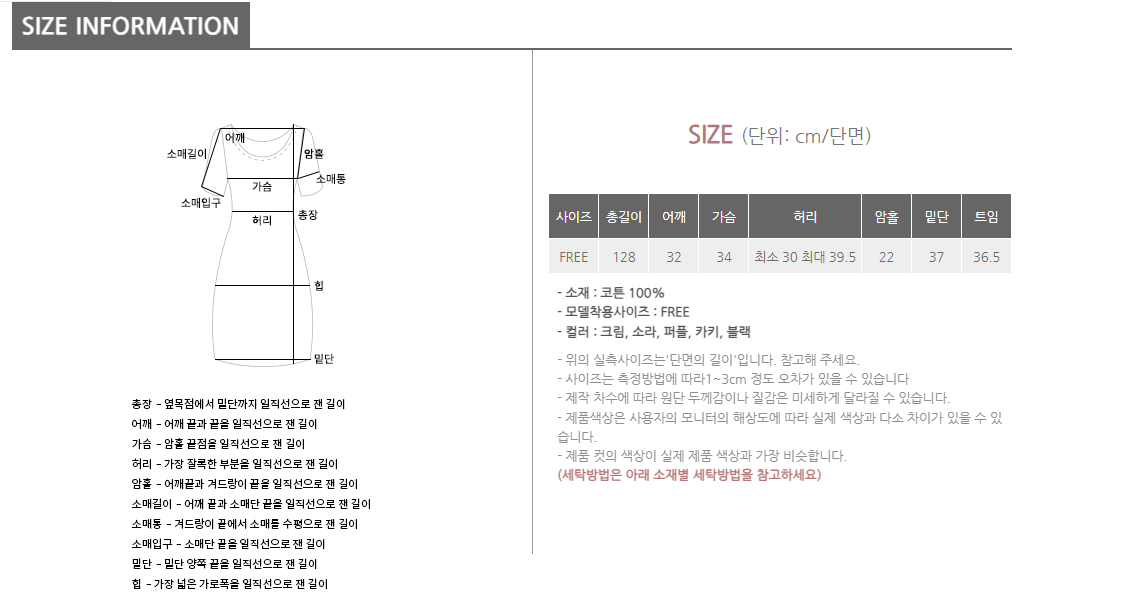 SIZE INFORMATION
어깨
소매길이
암홀
소매통
가슴
소매입구
허리
총장
힙
밑단
총장 - 옆목점에서 밑단까지 일직선으로 잰 길이
어깨 - 어깨 끝과 끝을 일직선으로 잰 길이
가슴 - 암홀 끝점을 일직선으로 잰 길이
허리 - 가장 잘록한 부분을 일직선으로 잰 길이
암홀 - 어깨끝과 겨드랑이 끝을 일직선으로 잰 길이
소매길이 - 어깨 끝과 소매단 끝을 일직선으로 잰 길이
소매통 - 겨드랑이 끝에서 소매를 수평으로 잰 길이
소매입구 - 소매단 끝을 일직선으로 잰 길이
밑단 - 밑단 양쪽 끝을 일직선으로 잰 길이
힙 - 가장 넓은 가로폭을 일직선으로 잰 길이
SIZE (단위: cm/단면)
사이즈 총길이 어깨 가슴 허리 암홀 밑단 트임
FREE 128 32 34 최소 30 최대 39.5 22 37 36.5
- 소재 : 코튼 100%
- 모델착용사이즈 : FREE
- 컬러 : 크림, 소라, 퍼플, 카키, 블랙
- 위의 실측사이즈는'단면의 길이'입니다. 참고해 주세요.
- 사이즈는 측정방법에 따라1~3cm 정도 오차가 있을 수 있습니다
- 제작 차수에 따라 원단 두께감이나 질감은 미세하게 달라질 수 있습니다.
- 제품색상은 사용자의 모니터의 해상도에 따라 실제 색상과 다소 차이가 있을 수 있
습니다.
- 제품 컷의 색상이 실제 제품 색상과 가장 비슷합니다.
(세탁방법은 아래 소재별 세탁방법을 참고하세요)